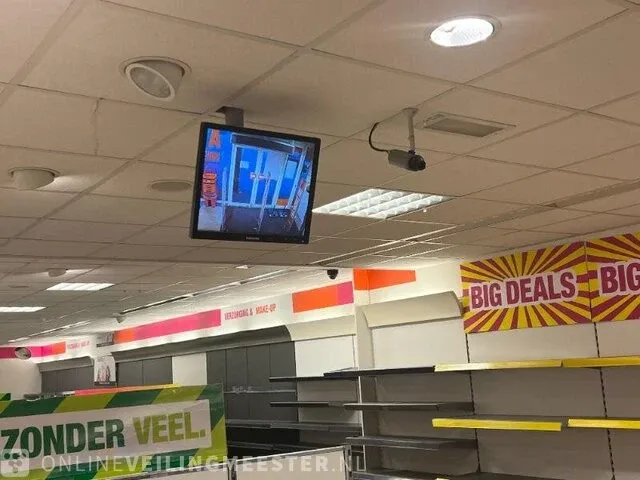 BIG DEALS
BIG
VERZORGING & MAKE-UP
ZONDER VEEL.
ONLINEVEILINGMEESTER.NL